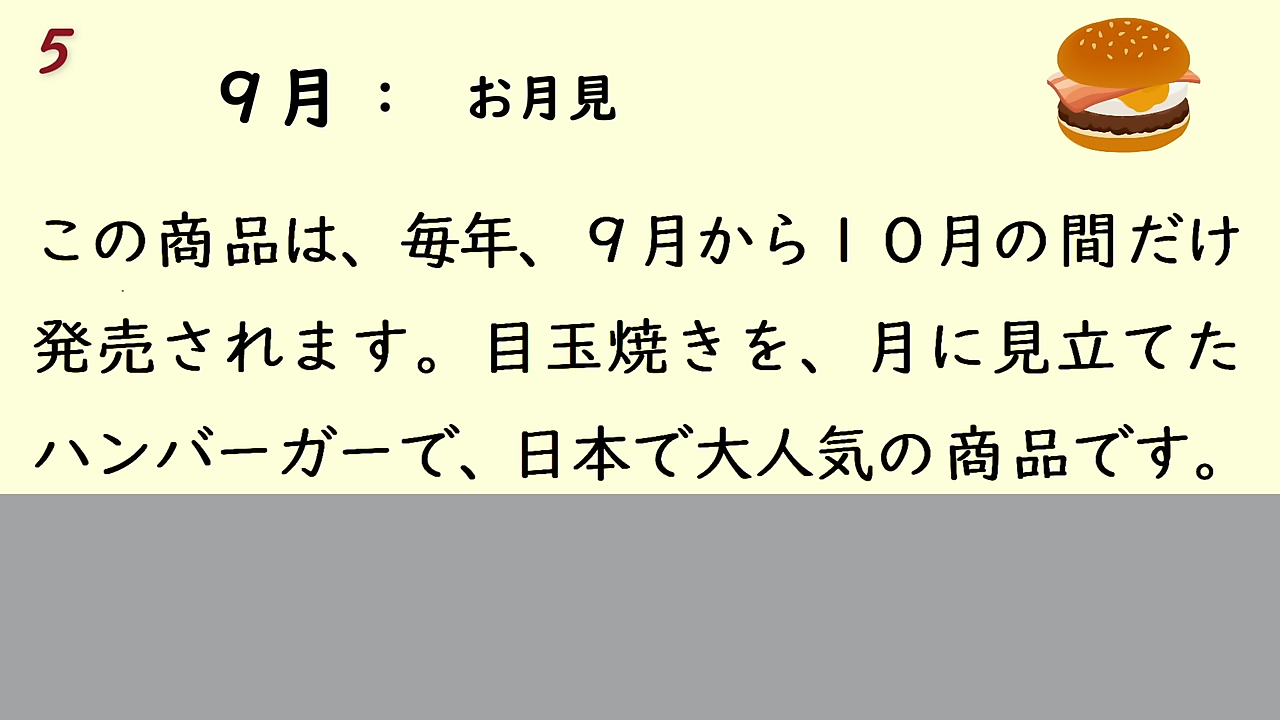 5
9月： お月見
この商品は、毎年、９月から１０月の間だけ
発売されます。目玉焼きを、月に見立てた
ハンバーガーで、日本で大人気の商品です。